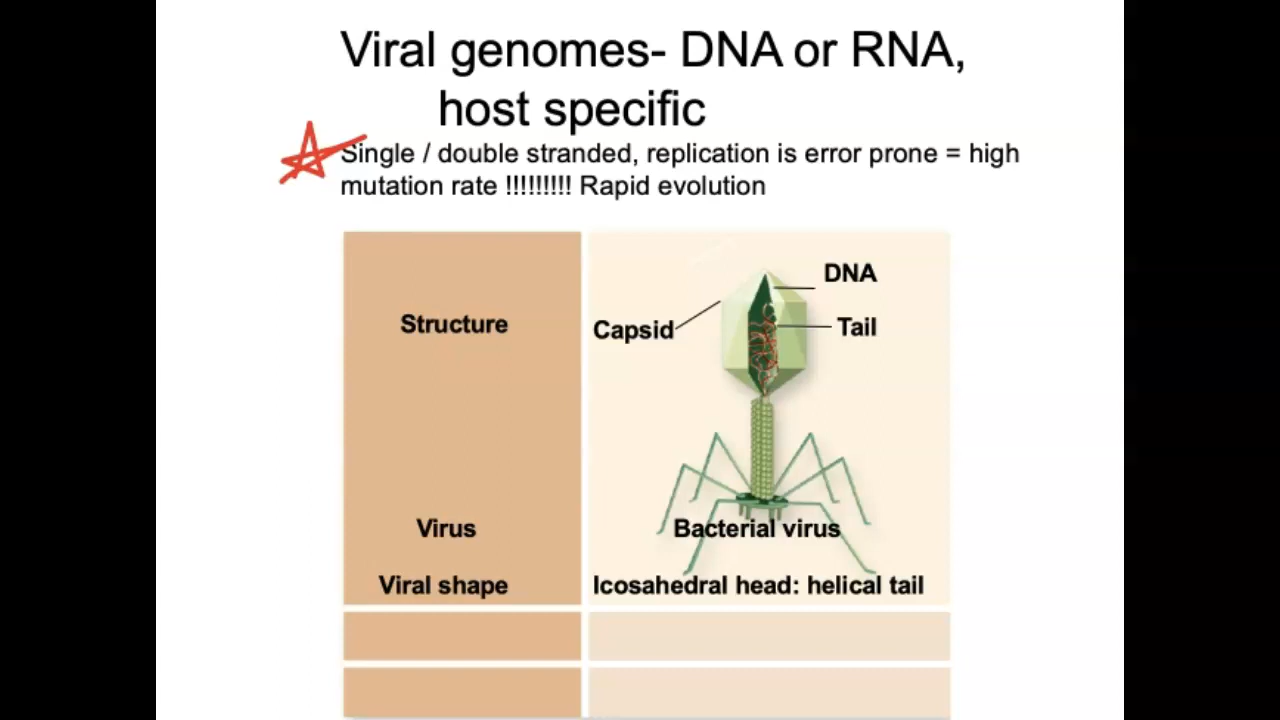 Viral genomes- DNA or RNA,
host specific
Single / double stranded, replication is error prone = high
mutation rate !!!!!!!!! Rapid evolution
DNA
Structure
Capsid
Tail
Virus
Bacterial virus
Viral shape
Icosahedral head: helical tail